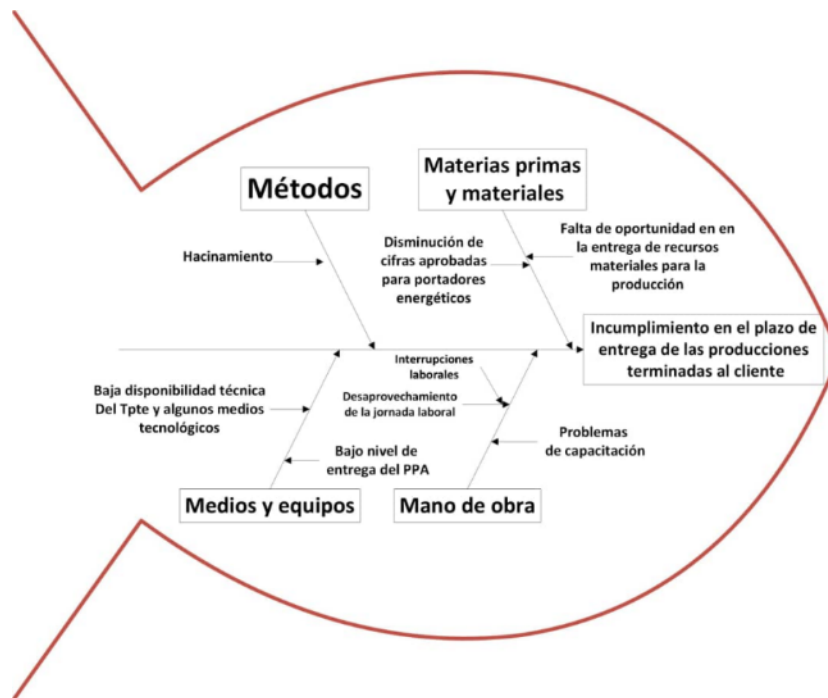 Métodos
Materias primas
y materiales
Hacinamiento
Disminución de
cifras aprobadas
para portadores
energéticos
Falta de oportunidad en en
la entrega de recursos
materiales para la
producción
Incumplimiento en el plazo de
entrega de las producciones
terminadas al cliente
Interrupciones
laborales
Baja disponibilidad técnica
Del Tpte y algunos medios
tecnológicos
Desaprovechamiento
de la jornada laboral
Bajo nivel de
entrega del PPA
Problemas
de capacitación
Medios y equipos
Mano de obra